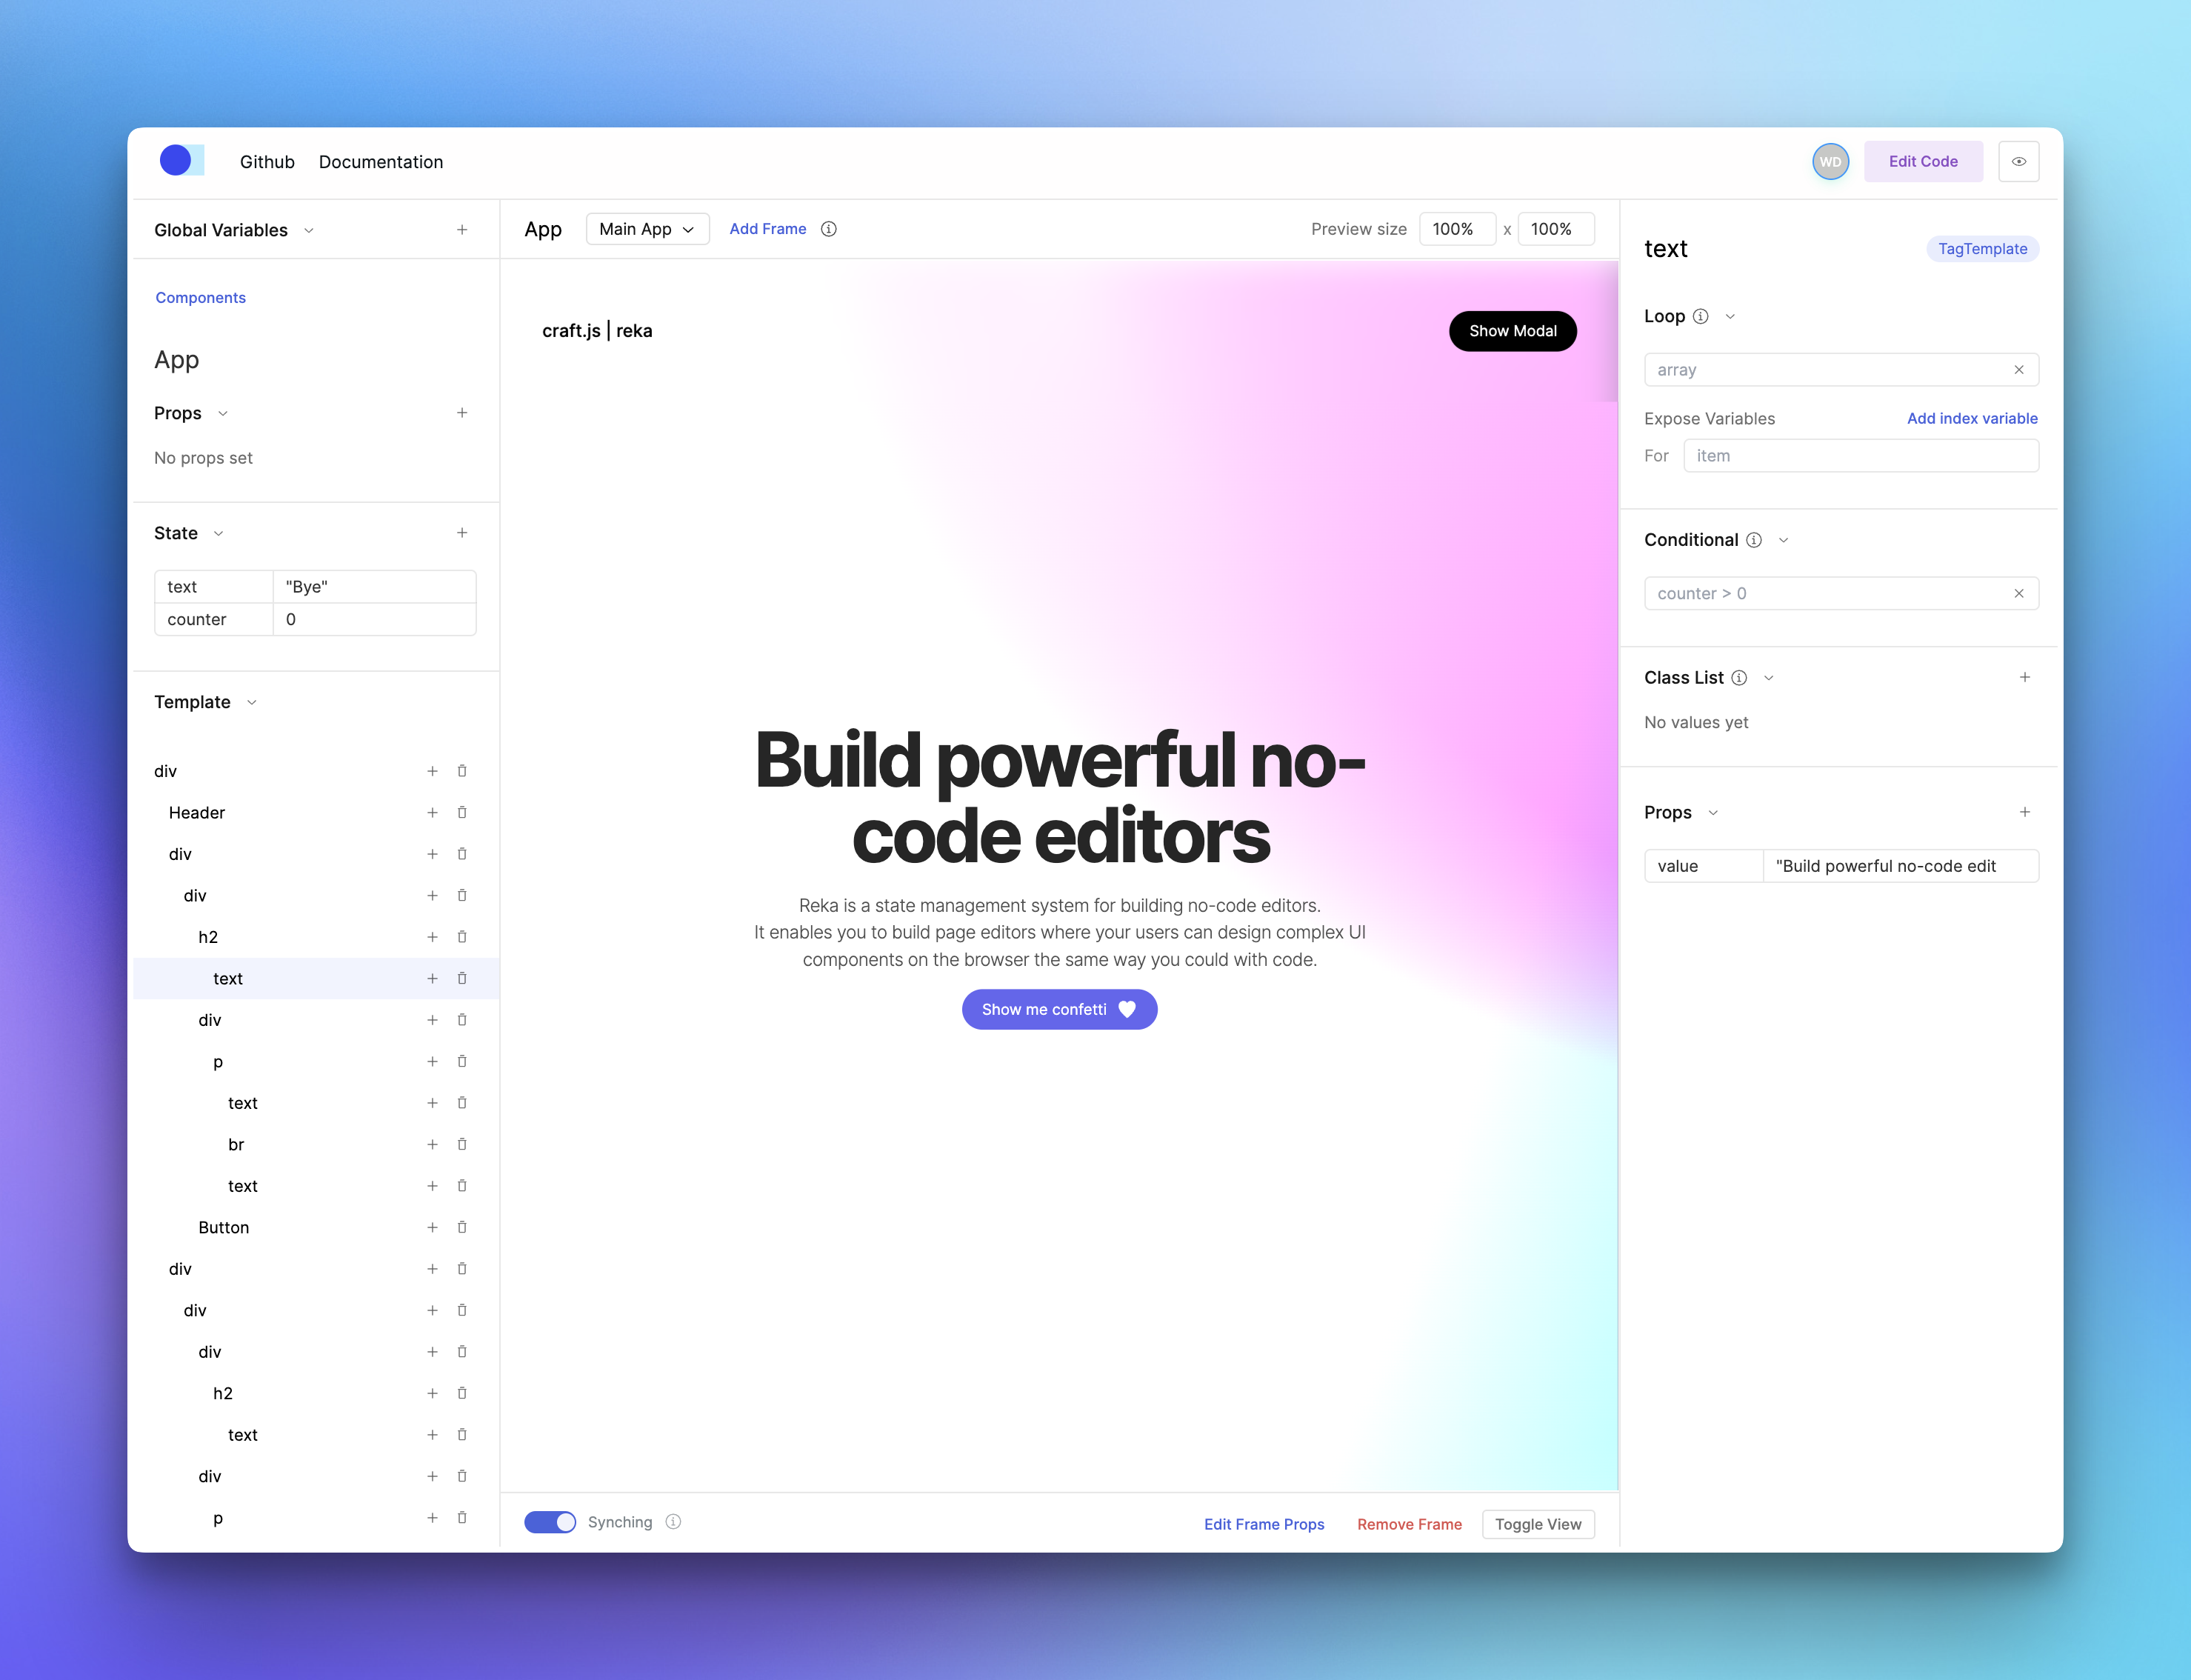 Github
Documentation
WD
Edit Code
Global Variables
Components
App
Props
No props set
State
text
"Bye"
counter
0
Template
div
Header
div
div
h2
text
div
p
text
br
text
Button
div
div
div
h2
text
div
p
App
Main App
Add Frame
Preview size
100%
x
100%
craft.js | reka
Show Modal
Build powerful no-
code editors
Reka is a state management system for building no-code editors.
It enables you to build page editors where your users can design complex UI
components on the browser the same way you could with code.
Show me confetti
Synching
Edit Frame Props
Remove Frame
Toggle View
text
TagTemplate
Loop
array
Expose Variables
Add index variable
For
item
Conditional
counter > 0
Class List
No values yet
Props
value
"Build powerful no-code edit